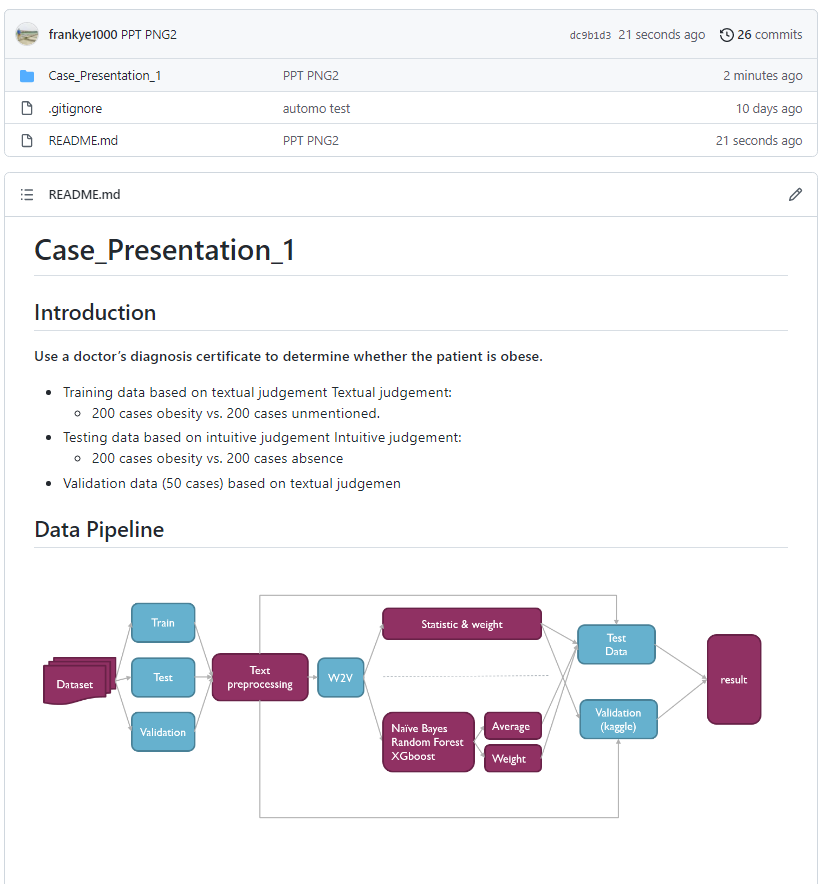 frankye1000 PPT PNG2 dc9b1d3 21 seconds ago 26 commits
Case_Presentation_1 PPT PNG2 2 minutes ago
.gitignore automo test 10 days ago
README.md PPT PNG2 21 seconds ago
README.md
Case_Presentation_1
Introduction
Use a doctor's diagnosis certificate to determine whether the patient is obese.
Training data based on textual judgement Textual judgement:
200 cases obesity vs. 200 cases unmentioned.
Testing data based on intuitive judgement Intuitive judgement:
200 cases obesity vs. 200 cases absence
Validation data (50 cases) based on textual judgemen
Data Pipeline
Dataset
Train
Test
Validation
Text
preprocessing
W2V
Statistic & weight
Naïve Bayes
Random Forest
XGboost
Average
Weight
Test
Data
Validation
(kaggle)
result